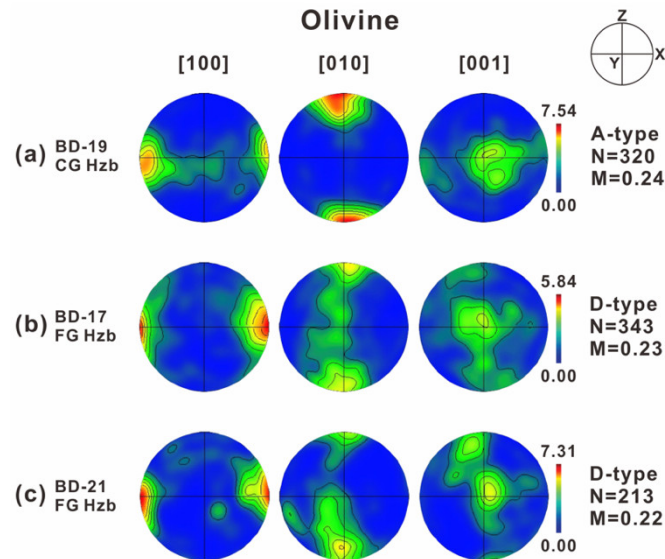 Olivine
[100] [010] [001]
Z
Y X
(a) BD-19
CG Hzb
7.54
0.00
A-type
N=320
M=0.24
(b) BD-17
FG Hzb
5.84
0.00
D-type
N=343
M=0.23
(c) BD-21
FG Hzb
7.31
0.00
D-type
N=213
M=0.22